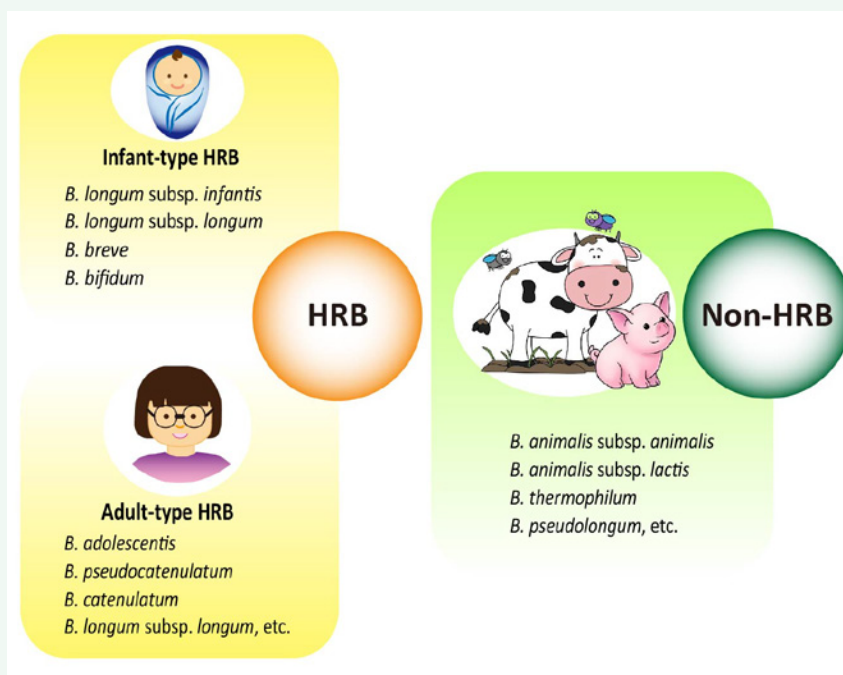 Infant-type HRB
B. longum subsp. infantis
B. longum subsp. longum
B. breve
B. bifidum
HRB
Adult-type HRB
B. adolescentis
B. pseudocatenulatum
B. catenulatum
B. longum subsp. longum, etc.
Non-HRB
B. animalis subsp. animalis
B. animalis subsp. lactis
B. thermophilum
B. pseudolongum, etc.